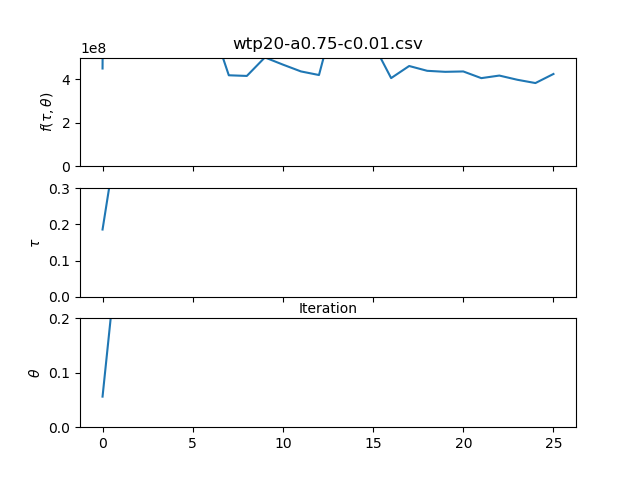 wtp20-a0.75-c0.01.csv
1e8
4
2
0
f(τ, θ)
0.3
0.2
0.1
0.0
τ
Iteration
0.2
0.1
0.0
θ
0 5 10 15 20 25